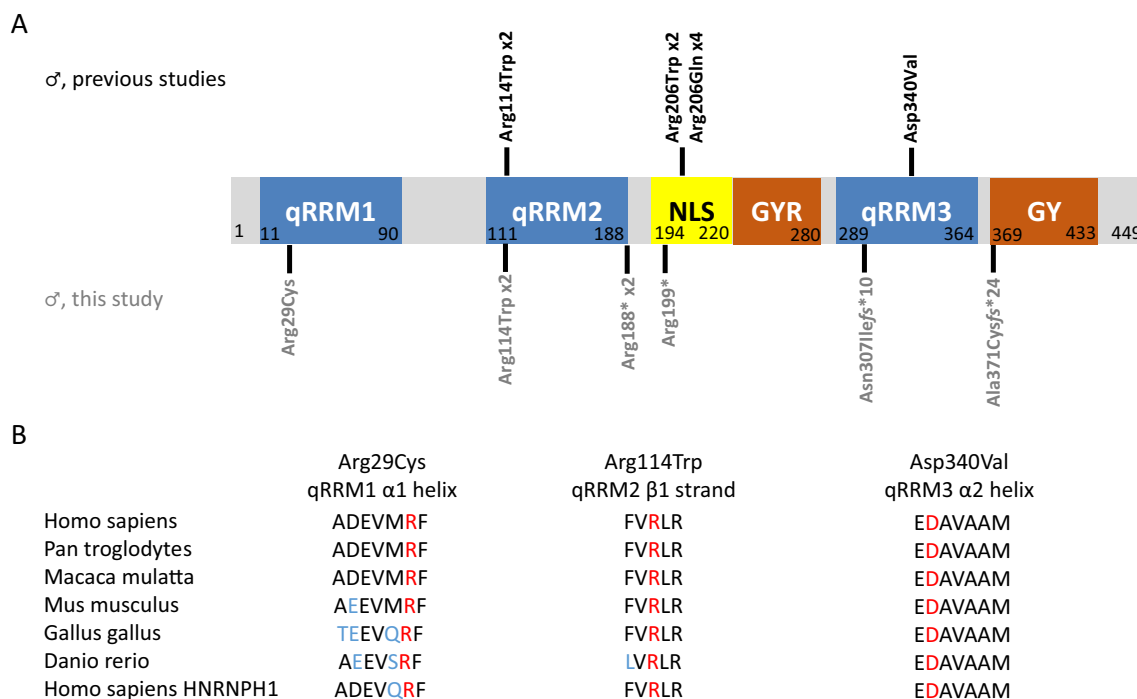 A
♂, previous studies
Arg114Trp x2
Arg206Trp x2
Arg206Gln x4
Asp340Val
qRRM1
qRRM2
NLS
GYR
qRRM3
GY
1
11
90
111
188
194
220
280
289
364
369
433
449
♂, this study
Arg29Cys
Arg114Trp x2
Arg188* x2
Arg199*
Asn307Ilefs*10
Ala371Cysfs*24
B
Arg29Cys Arg114Trp Asp340Val
qRRM1 α1 helix qRRM2 β1 strand qRRM3 α2 helix
Homo sapiens ADEVMRF FVRLR EDAVAAM
Pan troglodytes ADEVMRF FVRLR EDAVAAM
Macaca mulatta ADEVMRF FVRLR EDAVAAM
Mus musculus AEEVMRF FVRLR EDAVAAM
Gallus gallus TEEVQRF FVRLR EDAVAAM
Danio rerio AEEVSRF LVRLR EDAVAAM
Homo sapiens HNRNPH1 ADEVQRF FVRLR EDAVAAM